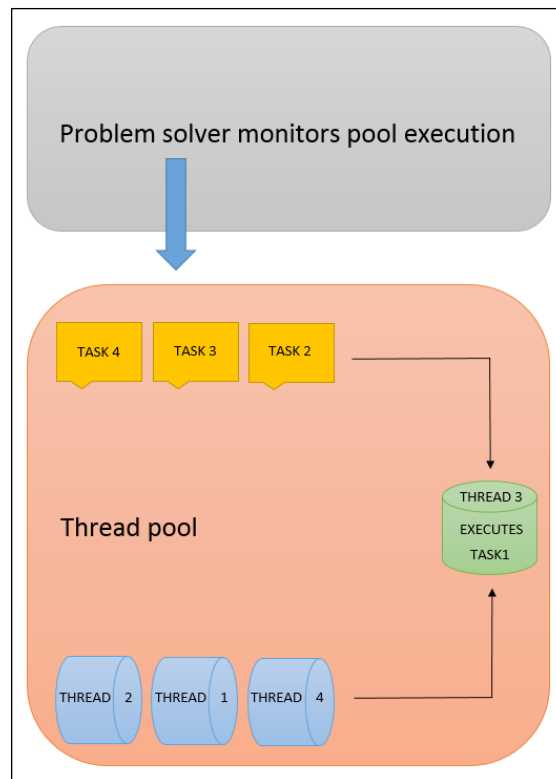 Problem solver monitors pool execution
TASK 4
TASK 3
TASK 2
THREAD 3
EXECUTES
TASK1
Thread pool
THREAD 2
THREAD 1
THREAD 4